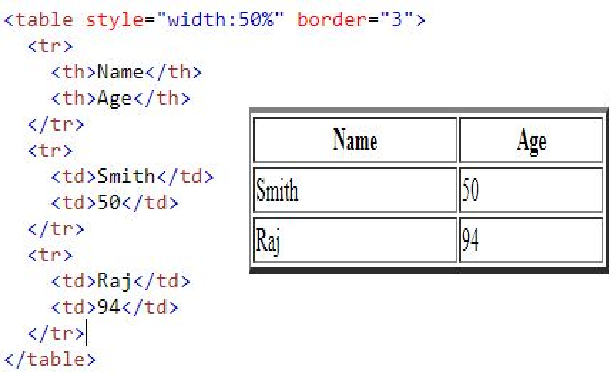 <table style="width:50%" border="3">
  <tr>
    <th>Name</th>
    <th>Age</th>
  </tr>
  <tr>
    <td>Smith</td>
    <td>50</td>
  </tr>
  <tr>
    <td>Raj</td>
    <td>94</td>
  </tr>
</table>
Name Age
Smith 50
Raj 94